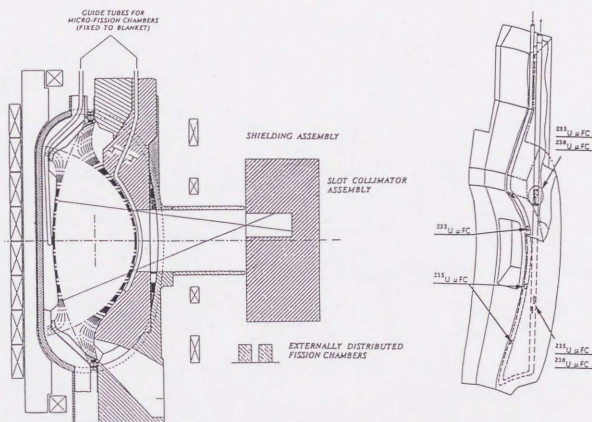 GUIDE TUBES FOR
MICRO-FISSION CHAMBERS
(FIXED TO BLANKET)
SHIELDING ASSEMBLY
SLOT COLLIMATOR
ASSEMBLY
EXTERNALLY DISTRIBUTED
FISSION CHAMBERS
²³⁵U μFC
²³⁸U μFC
²³⁵U μFC
²³⁵U μFC
²³⁵U μFC
²³⁸U μFC